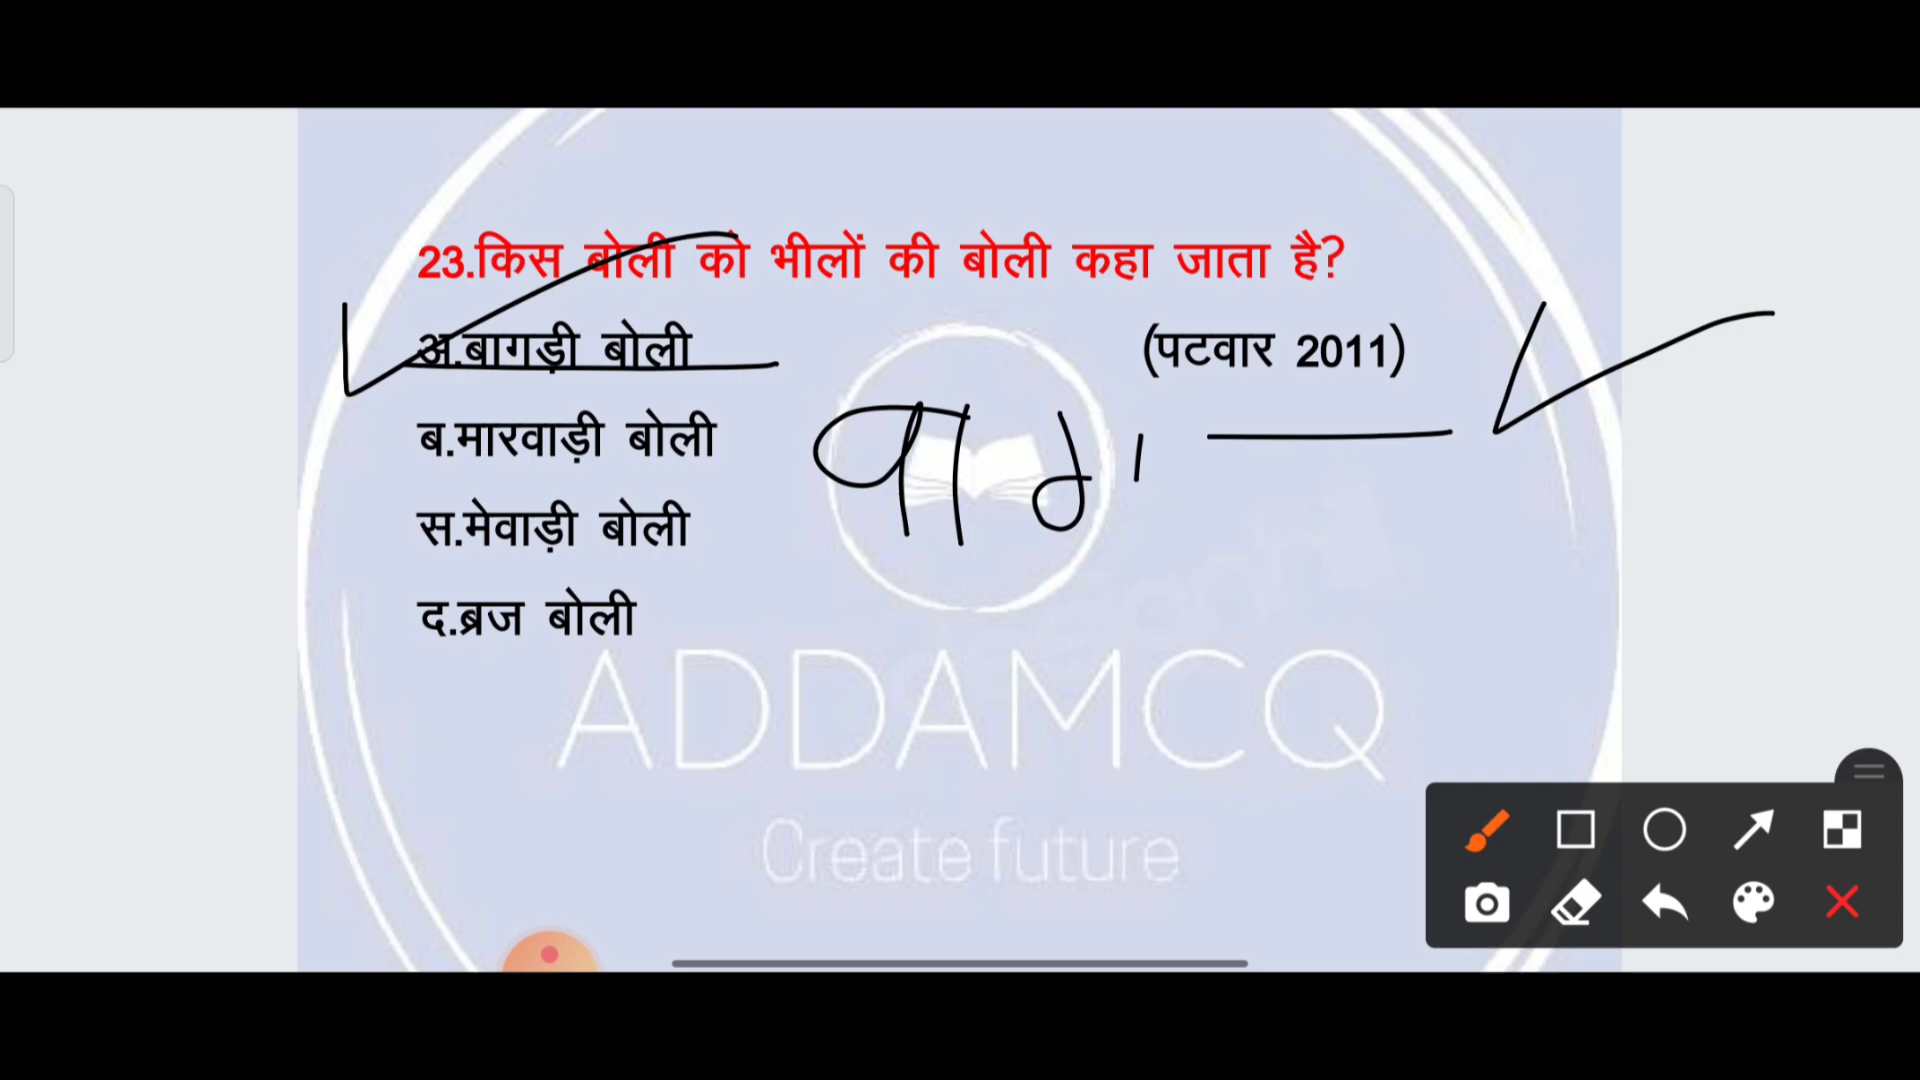 23.किस बोली को भीलों की बोली कहा जाता है?
अ.बागड़ी बोली (पटवार 2011)
ब.मारवाड़ी बोली
स.मेवाड़ी बोली
द.ब्रज बोली
ADDAMCQ
Create future